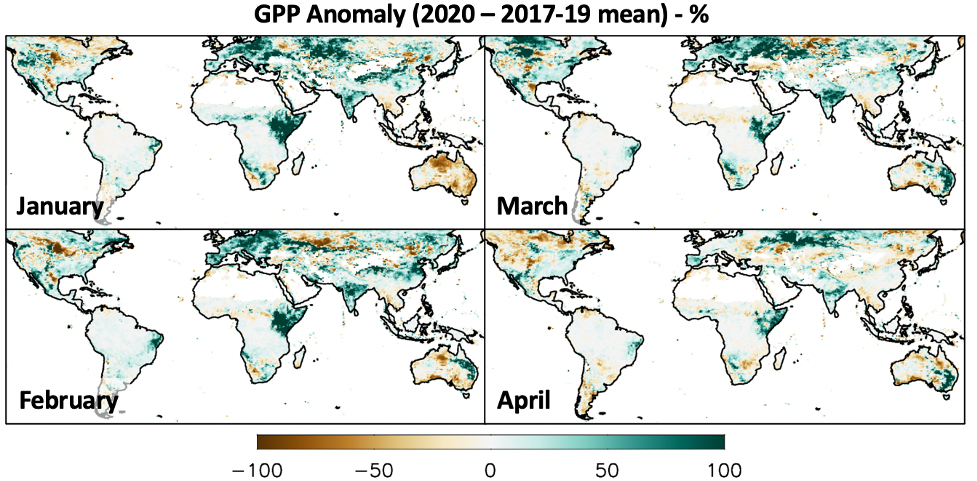 GPP Anomaly (2020 – 2017-19 mean) - %
January
March
February
April
−100 −50 0 50 100